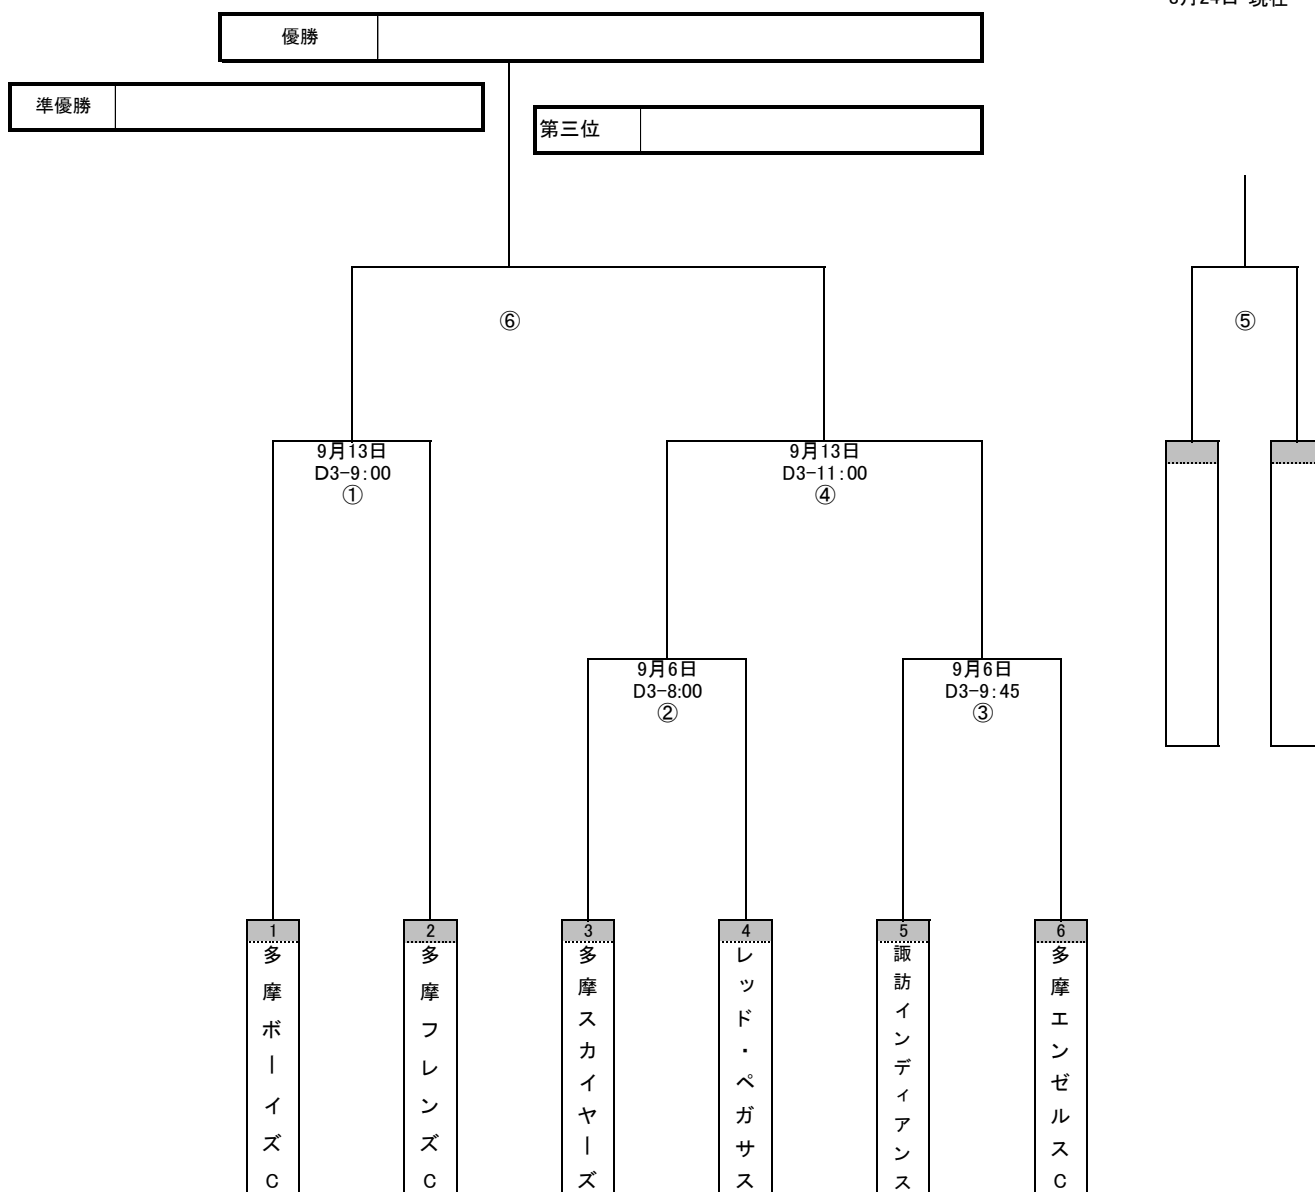 優勝
準優勝
第三位
⑥
⑤
9月13日
D3-9:00
①
9月13日
D3-11:00
④
9月6日
D3-8:00
②
9月6日
D3-9:45
③
1
多摩ボーイズC
2
多摩フレンズC
3
多摩スカイヤーズ
4
レッド・ペガサス
5
諏訪インディアンス
6
多摩エンゼルスC